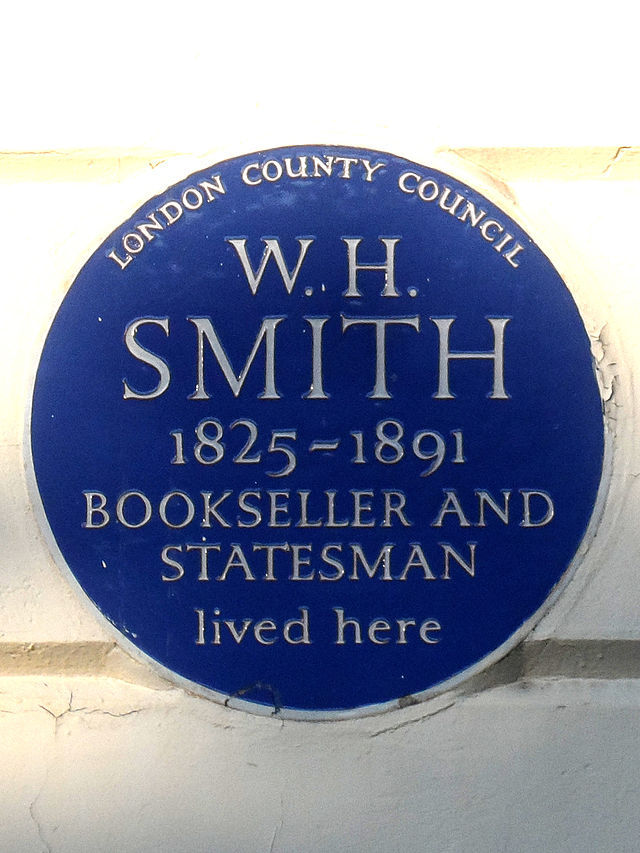 LONDON COUNTY COUNCIL
W. H.
SMITH
1825-1891
BOOKSELLER AND
STATESMAN
lived here